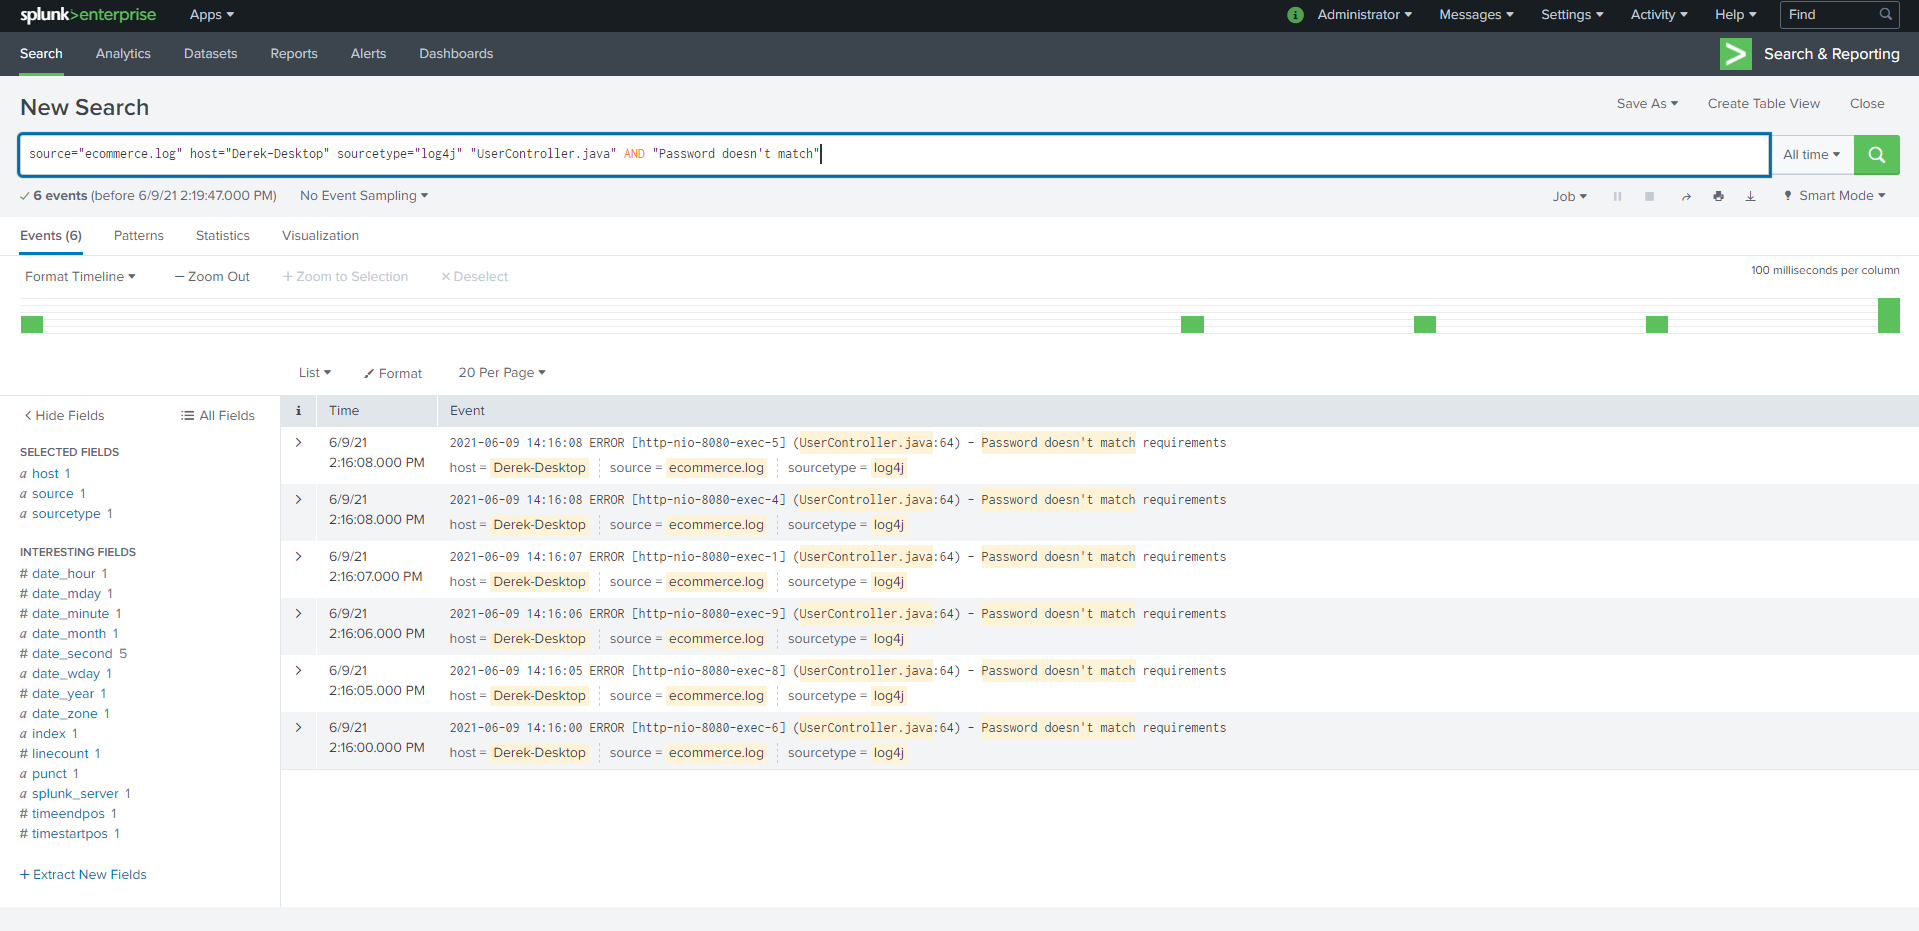 splunk>enterprise Apps Administrator Messages Settings Activity Help Find
Search Analytics Datasets Reports Alerts Dashboards Search & Reporting
New Search Save As Create Table View Close
source="ecommerce.log" host="Derek-Desktop" sourcetype="log4j" "UserController.java" AND "Password doesn't match" All time
6 events (before 6/9/21 2:19:47.000 PM) No Event Sampling Job Smart Mode
Events (6) Patterns Statistics Visualization
Format Timeline — Zoom Out + Zoom to Selection × Deselect 100 milliseconds per column
List Format 20 Per Page
< Hide Fields All Fields
SELECTED FIELDS
a host 1
a source 1
a sourcetype 1
INTERESTING FIELDS
# date_hour 1
# date_mday 1
# date_minute 1
a date_month 1
# date_second 5
a date_wday 1
# date_year 1
a date_zone 1
a index 1
# linecount 1
a punct 1
a splunk_server 1
# timeendpos 1
# timestartpos 1
+ Extract New Fields
i Time Event
> 6/9/21 2021-06-09 14:16:08 ERROR [http-nio-8080-exec-5] (UserController.java:64) - Password doesn't match requirements
2:16:08.000 PM host = Derek-Desktop source = ecommerce.log sourcetype = log4j
> 6/9/21 2021-06-09 14:16:08 ERROR [http-nio-8080-exec-4] (UserController.java:64) - Password doesn't match requirements
2:16:08.000 PM host = Derek-Desktop source = ecommerce.log sourcetype = log4j
> 6/9/21 2021-06-09 14:16:07 ERROR [http-nio-8080-exec-1] (UserController.java:64) - Password doesn't match requirements
2:16:07.000 PM host = Derek-Desktop source = ecommerce.log sourcetype = log4j
> 6/9/21 2021-06-09 14:16:06 ERROR [http-nio-8080-exec-9] (UserController.java:64) - Password doesn't match requirements
2:16:06.000 PM host = Derek-Desktop source = ecommerce.log sourcetype = log4j
> 6/9/21 2021-06-09 14:16:05 ERROR [http-nio-8080-exec-8] (UserController.java:64) - Password doesn't match requirements
2:16:05.000 PM host = Derek-Desktop source = ecommerce.log sourcetype = log4j
> 6/9/21 2021-06-09 14:16:00 ERROR [http-nio-8080-exec-6] (UserController.java:64) - Password doesn't match requirements
2:16:00.000 PM host = Derek-Desktop source = ecommerce.log sourcetype = log4j